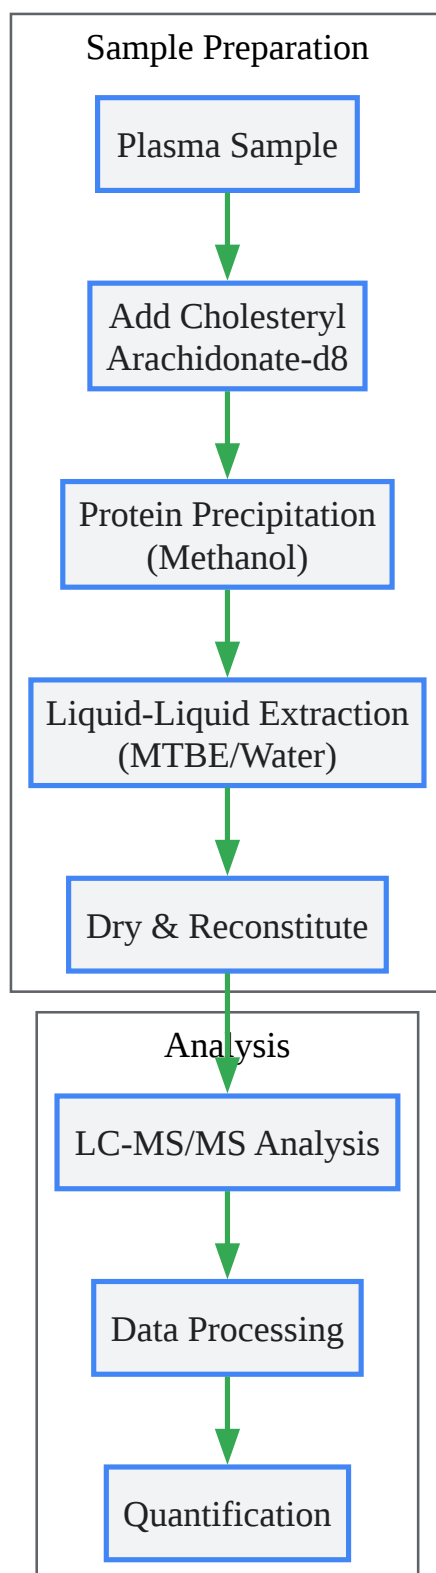 Sample Preparation
Plasma Sample
Add Cholesteryl
Arachidonate-d8
Protein Precipitation
(Methanol)
Liquid-Liquid Extraction
(MTBE/Water)
Dry & Reconstitute
Analysis
LC-MS/MS Analysis
Data Processing
Quantification